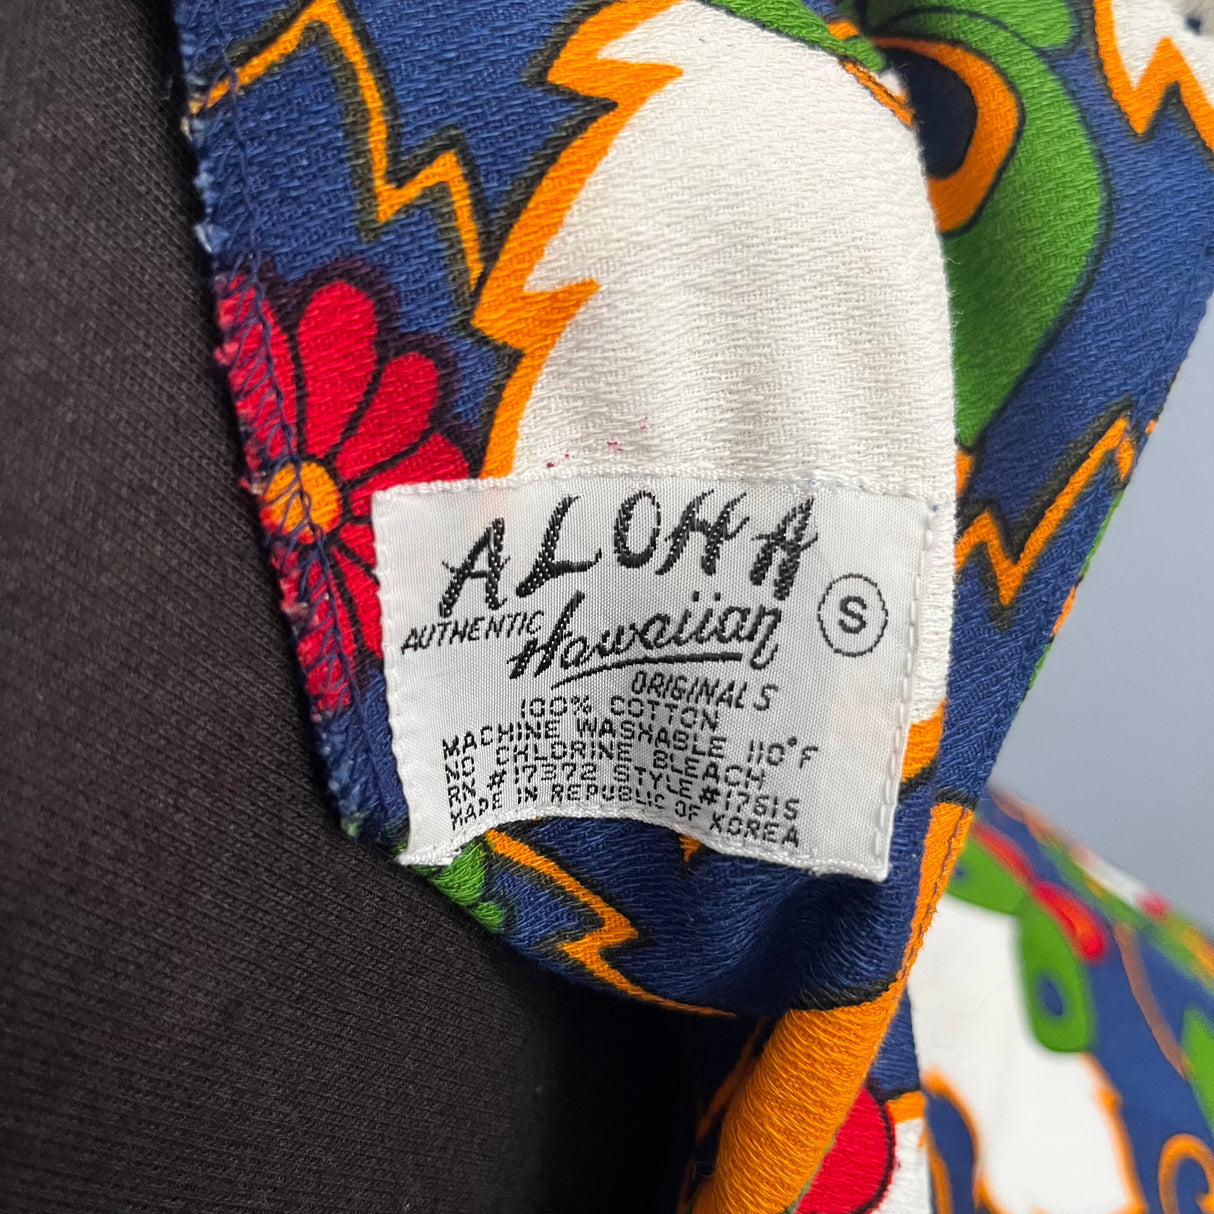 ALOHA
AUTHENTIC Hawaiian
S
ORIGINALS
100% COTTON
MACHINE WASHABLE 110°F
NO CHLORINE BLEACH
RN #17372 STYLE #1761S
MADE IN REPUBLIC OF KOREA